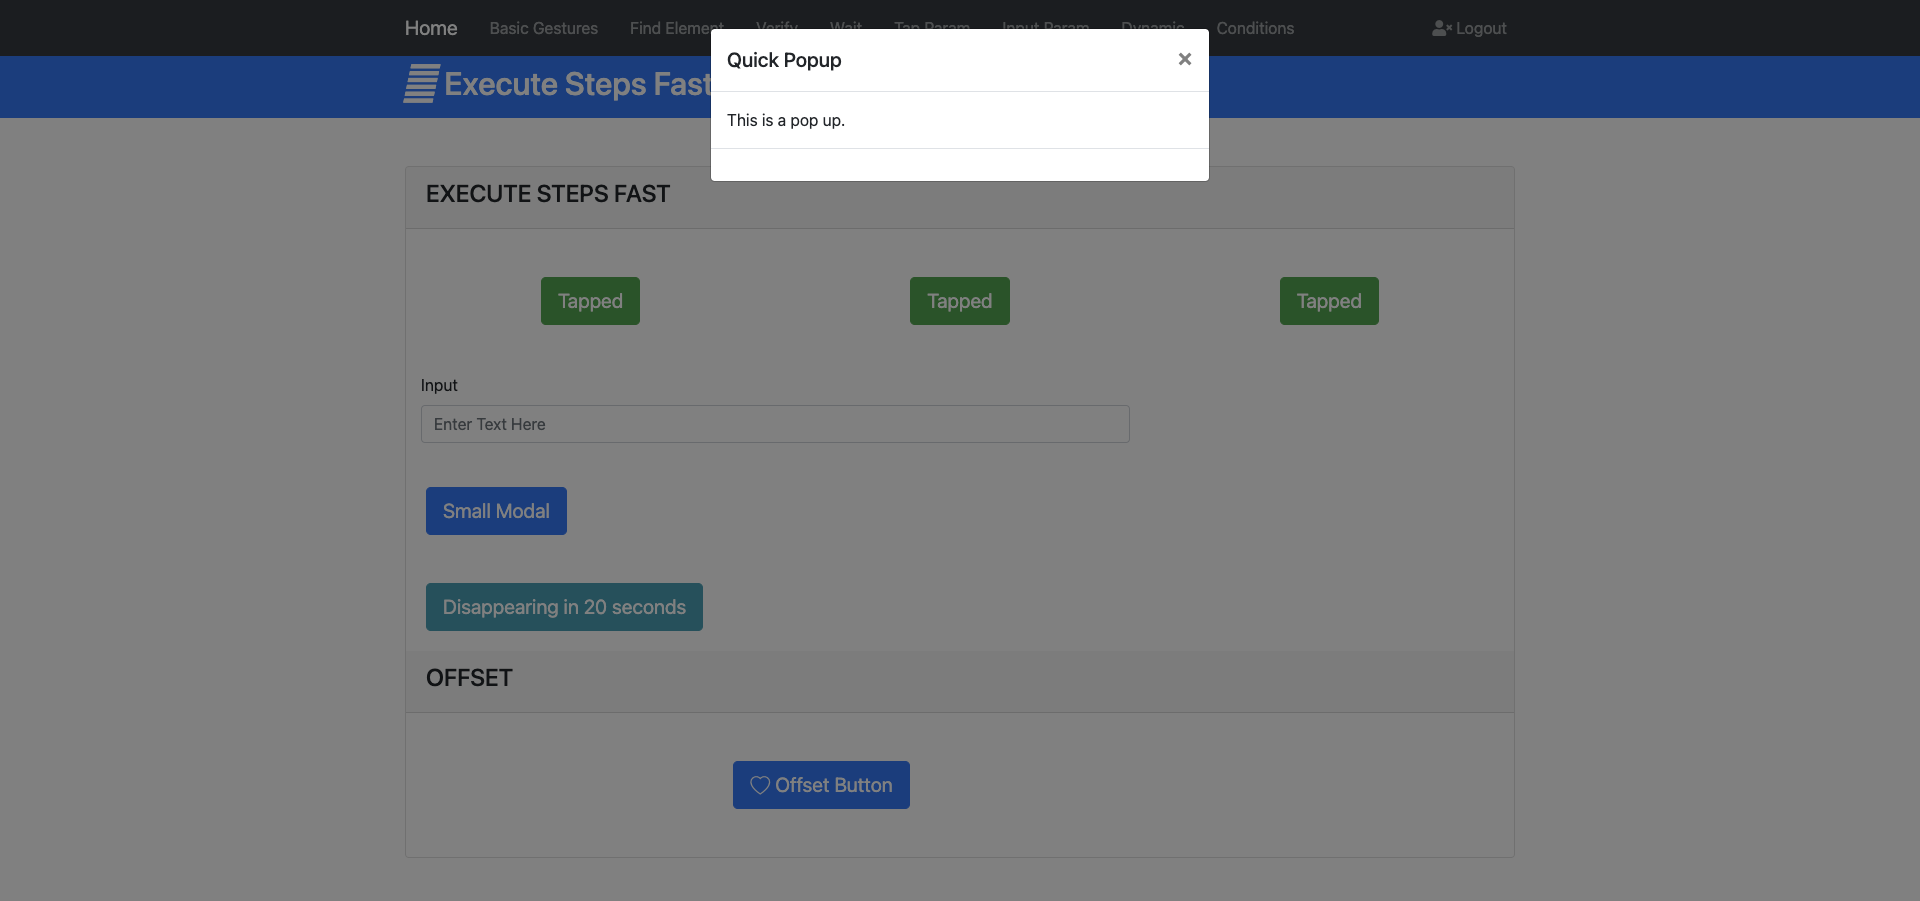 Home Basic Gestures Find Element Verify Wait Tap Param Input Param Dynamic Conditions Logout
Quick Popup ×
Execute Steps Fast
This is a pop up.
EXECUTE STEPS FAST
Tapped Tapped Tapped
Input
Enter Text Here
Small Modal
Disappearing in 20 seconds
OFFSET
Offset Button